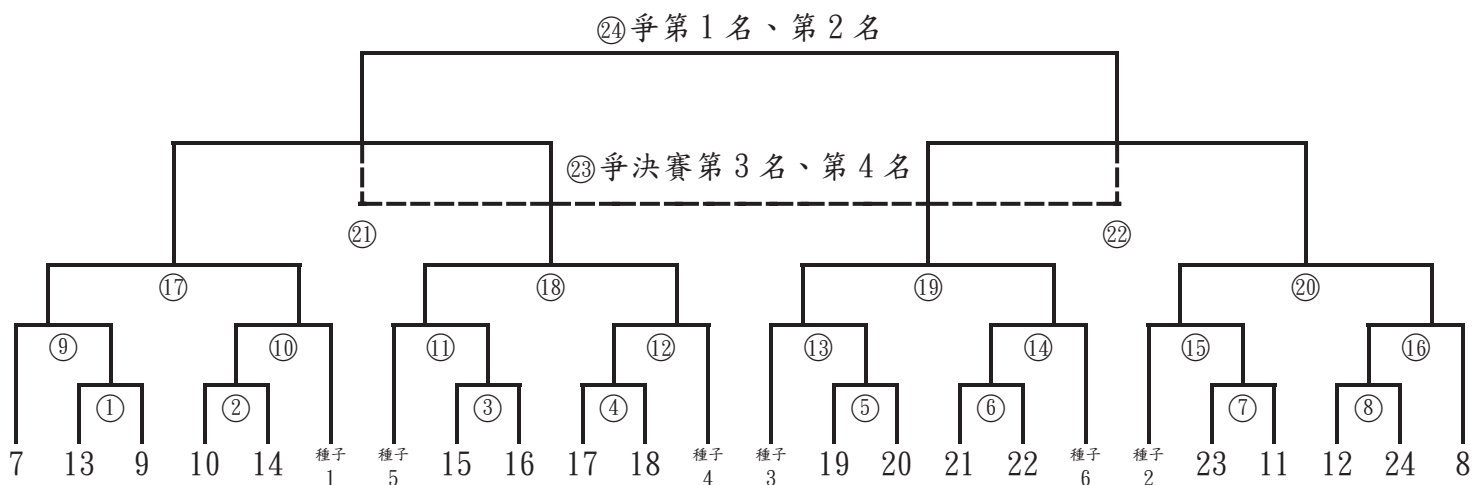 ㉔爭第1名、第2名
㉓爭決賽第3名、第4名
㉑ ㉒
⑰ ⑱ ⑲ ⑳
⑨ ⑩ ⑪ ⑫ ⑬ ⑭ ⑮ ⑯
① ② ③ ④ ⑤ ⑥ ⑦ ⑧
7 13 9 10 14 種子1 種子5 15 16 17 18 種子4 種子3 19 20 21 22 種子6 種子2 23 11 12 24 8